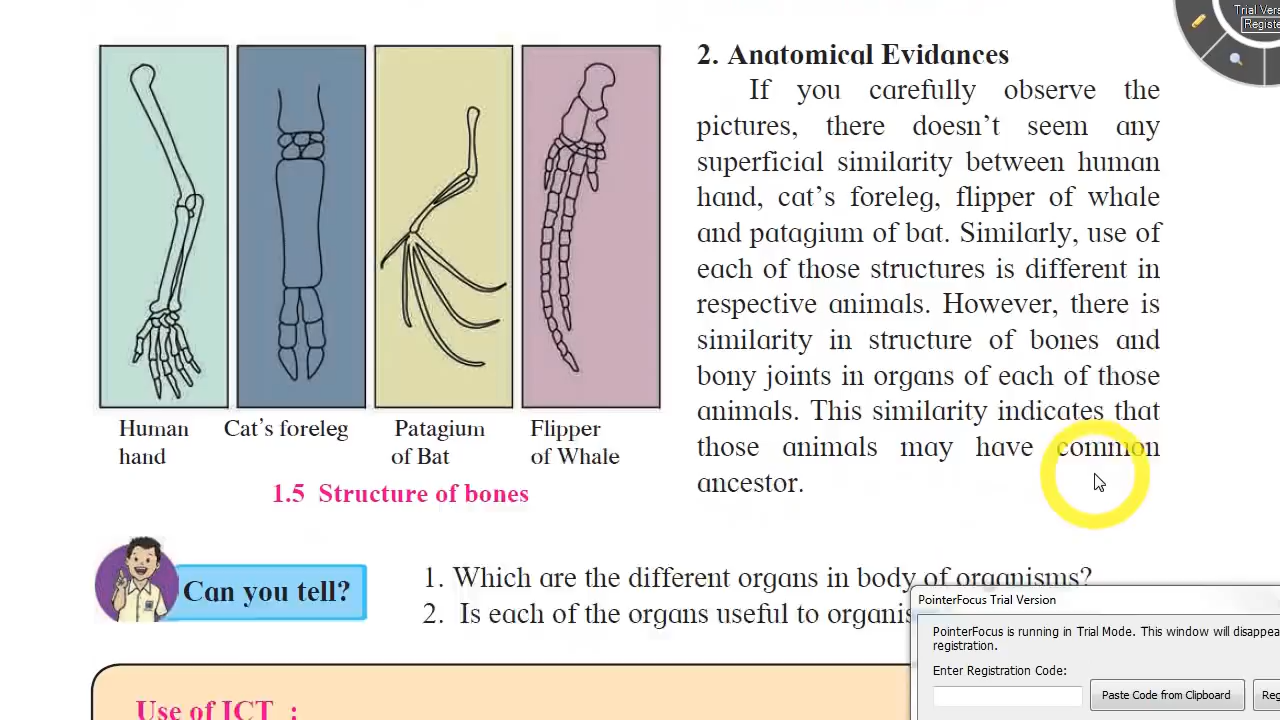 Trial Vers
Registe
2. Anatomical Evidances
If you carefully observe the
pictures, there doesn't seem any
superficial similarity between human
hand, cat's foreleg, flipper of whale
and patagium of bat. Similarly, use of
each of those structures is different in
respective animals. However, there is
similarity in structure of bones and
bony joints in organs of each of those
animals. This similarity indicates that
those animals may have common
ancestor.
Human
hand
Cat's foreleg
Patagium
of Bat
Flipper
of Whale
1.5 Structure of bones
Can you tell?
1. Which are the different organs in body of organisms?
2. Is each of the organs useful to organis
PointerFocus Trial Version
PointerFocus is running in Trial Mode. This window will disappea
registration.
Enter Registration Code:
Paste Code from Clipboard
Reg
Use of ICT :